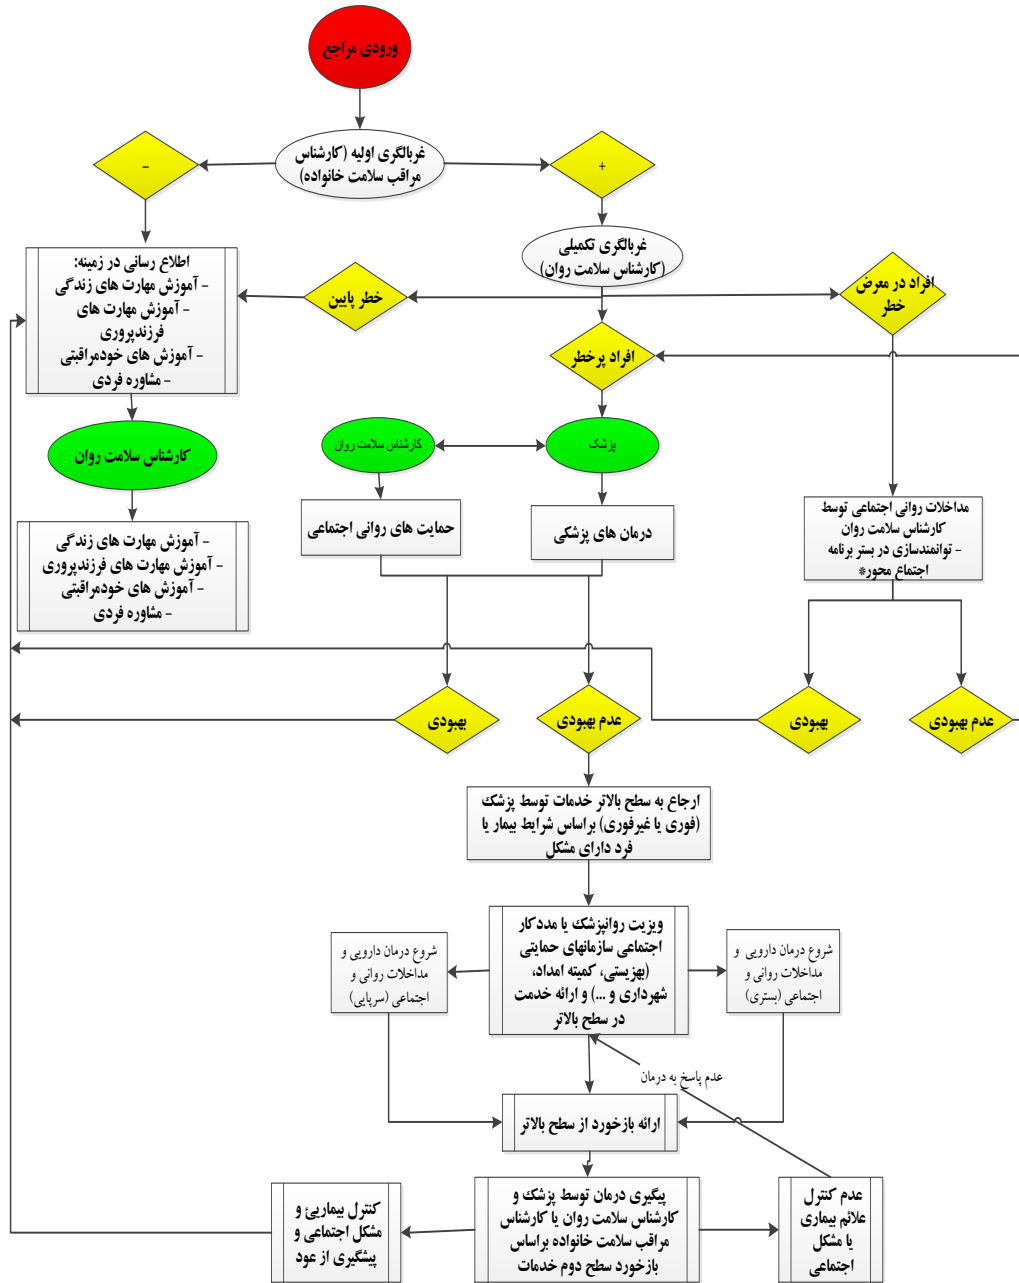 ورودی مراجع
غربالگری اولیه (کارشناس
مراقب سلامت خانواده)
-
+
غربالگری تکمیلی
(کارشناس سلامت روان)
اطلاع رسانی در زمینه:
- آموزش مهارت های زندگی
- آموزش مهارت های
فرزندپروری
- آموزش های خودمراقبتی
- مشاوره فردی
خطر پایین
افراد در معرض
خطر
افراد پرخطر
کارشناس سلامت روان
کارشناس سلامت روان
پزشک
- آموزش مهارت های زندگی
- آموزش مهارت های فرزندپروری
- آموزش های خودمراقبتی
- مشاوره فردی
حمایت های روانی اجتماعی
درمان های پزشکی
مداخلات روانی اجتماعی توسط
کارشناس سلامت روان
- توانمندسازی در بستر برنامه
اجتماع محور*
بهبودی
عدم بهبودی
بهبودی
عدم بهبودی
ارجاع به سطح بالاتر خدمات توسط پزشک
(فوری یا غیرفوری) براساس شرایط بیمار یا
فرد دارای مشکل
ویزیت روانپزشک یا مددکار
اجتماعی سازمانهای حمایتی
(بهزیستی، کمیته امداد،
شهرداری و ...) و ارائه خدمت
در سطح بالاتر
شروع درمان دارویی و
مداخلات روانی و
اجتماعی (سرپایی)
شروع درمان دارویی و
مداخلات روانی و
اجتماعی (بستری)
عدم پاسخ به درمان
ارائه بازخورد از سطح بالاتر
پیگیری درمان توسط پزشک و
کارشناس سلامت روان یا کارشناس
مراقب سلامت خانواده براساس
بازخورد سطح دوم خدمات
کنترل بیماریئ و
مشکل اجتماعی و
پیشگیری از عود
عدم کنترل
علائم بیماری
یا مشکل
اجتماعی